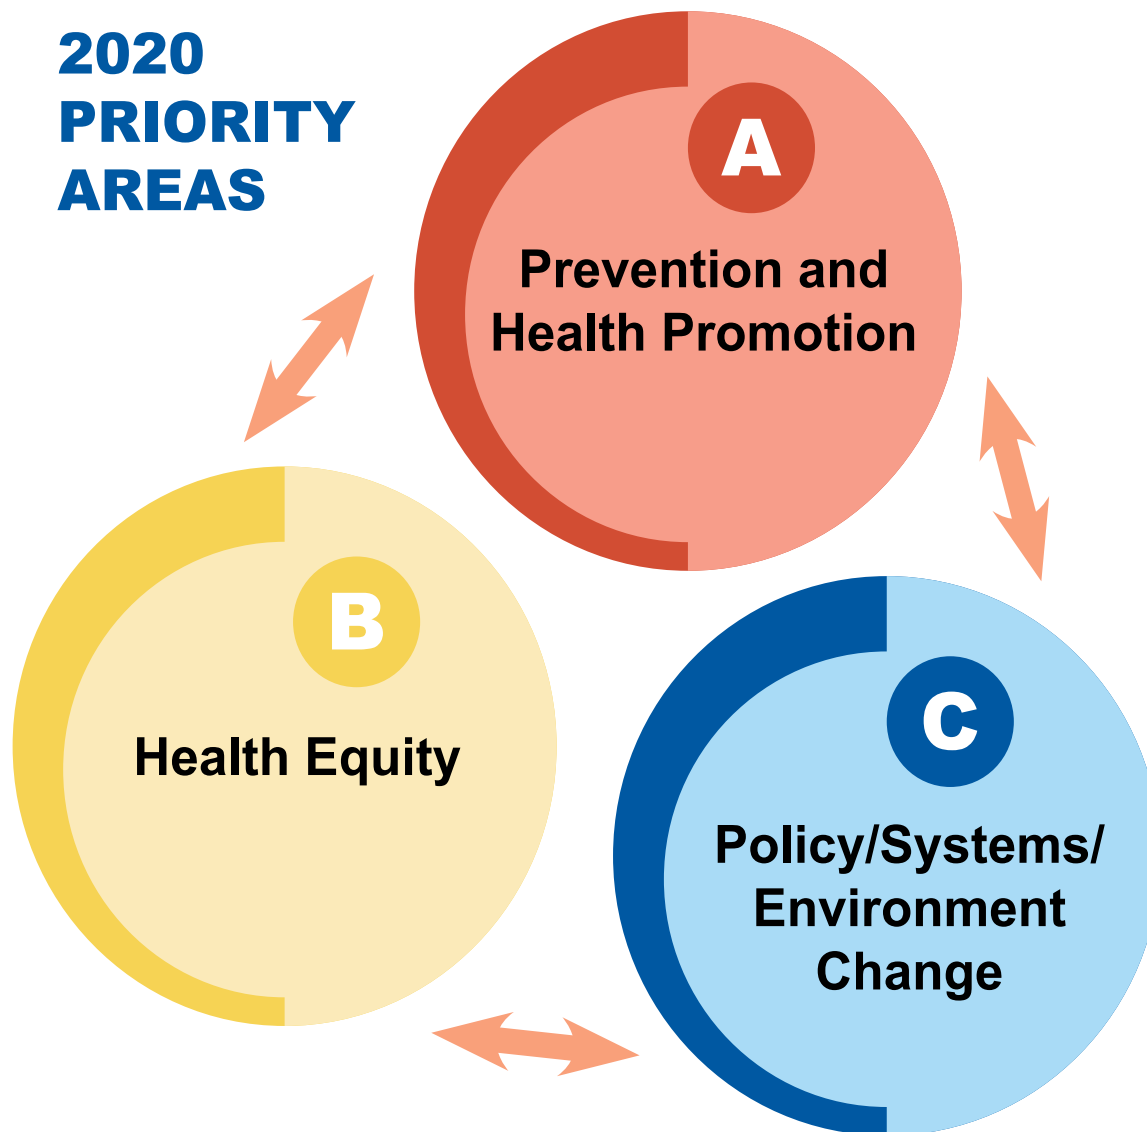 2020
PRIORITY
AREAS
A
Prevention and
Health Promotion
B
Health Equity
C
Policy/Systems/
Environment
Change